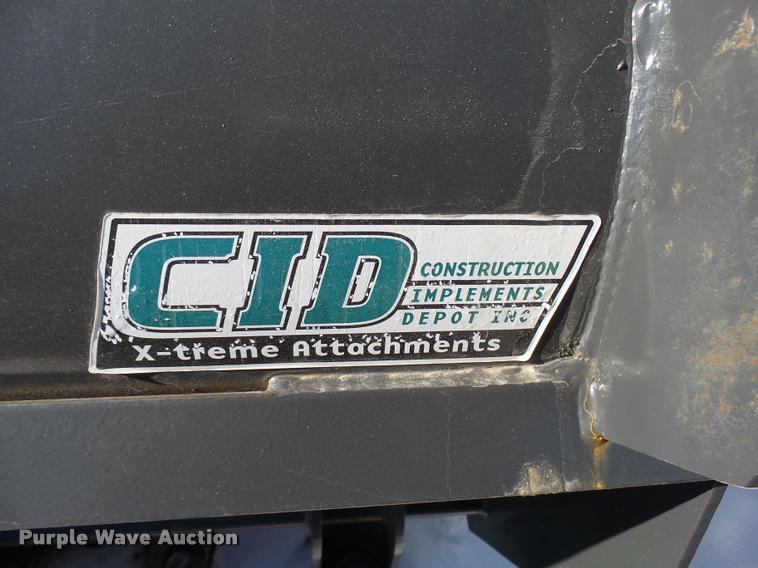 CID
CONSTRUCTION
IMPLEMENTS
DEPOT INC
X-treme Attachments
Purple Wave Auction